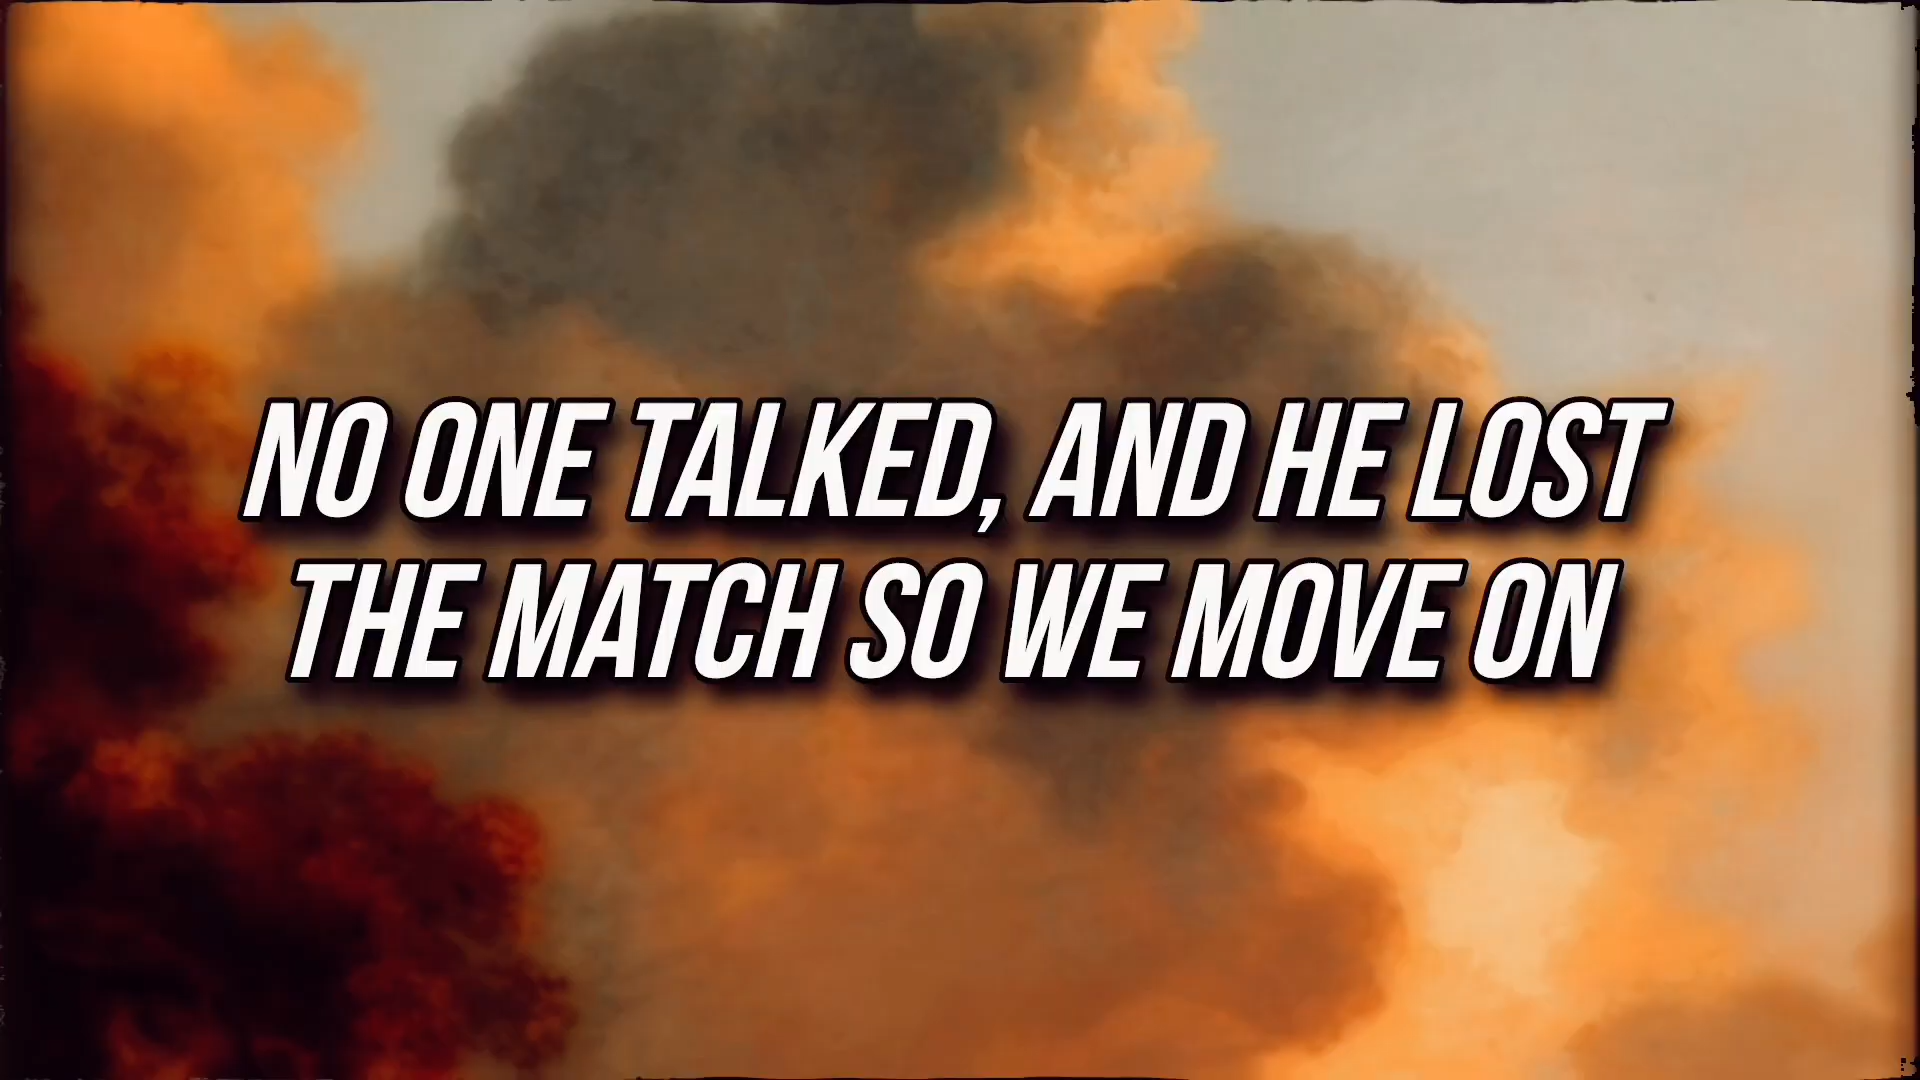 NO ONE TALKED, AND HE LOST
THE MATCH SO WE MOVE ON